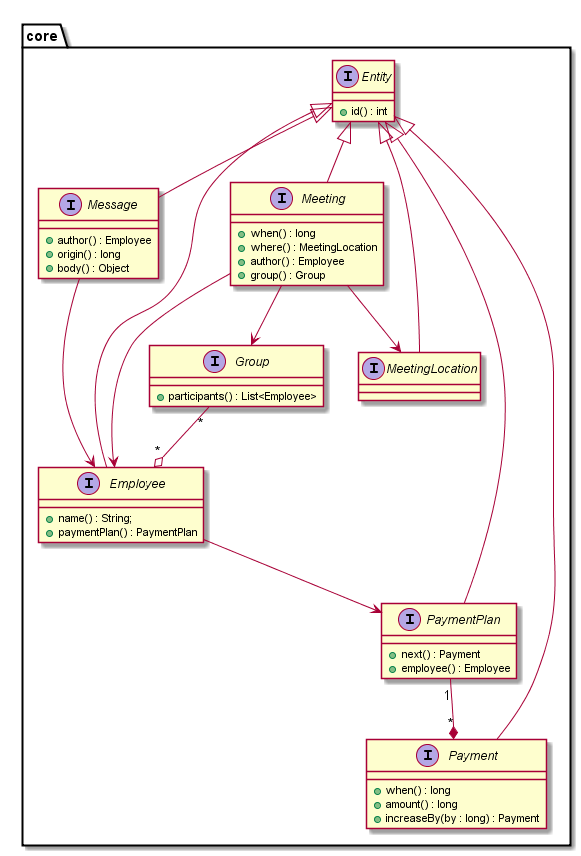 core
I Entity
id() : int
I Message
author() : Employee
origin() : long
body() : Object
I Meeting
when() : long
where() : MeetingLocation
author() : Employee
group() : Group
I Group
participants() : List<Employee>
I MeetingLocation
*
*
I Employee
name() : String;
paymentPlan() : PaymentPlan
I PaymentPlan
next() : Payment
employee() : Employee
1
*
I Payment
when() : long
amount() : long
increaseBy(by : long) : Payment